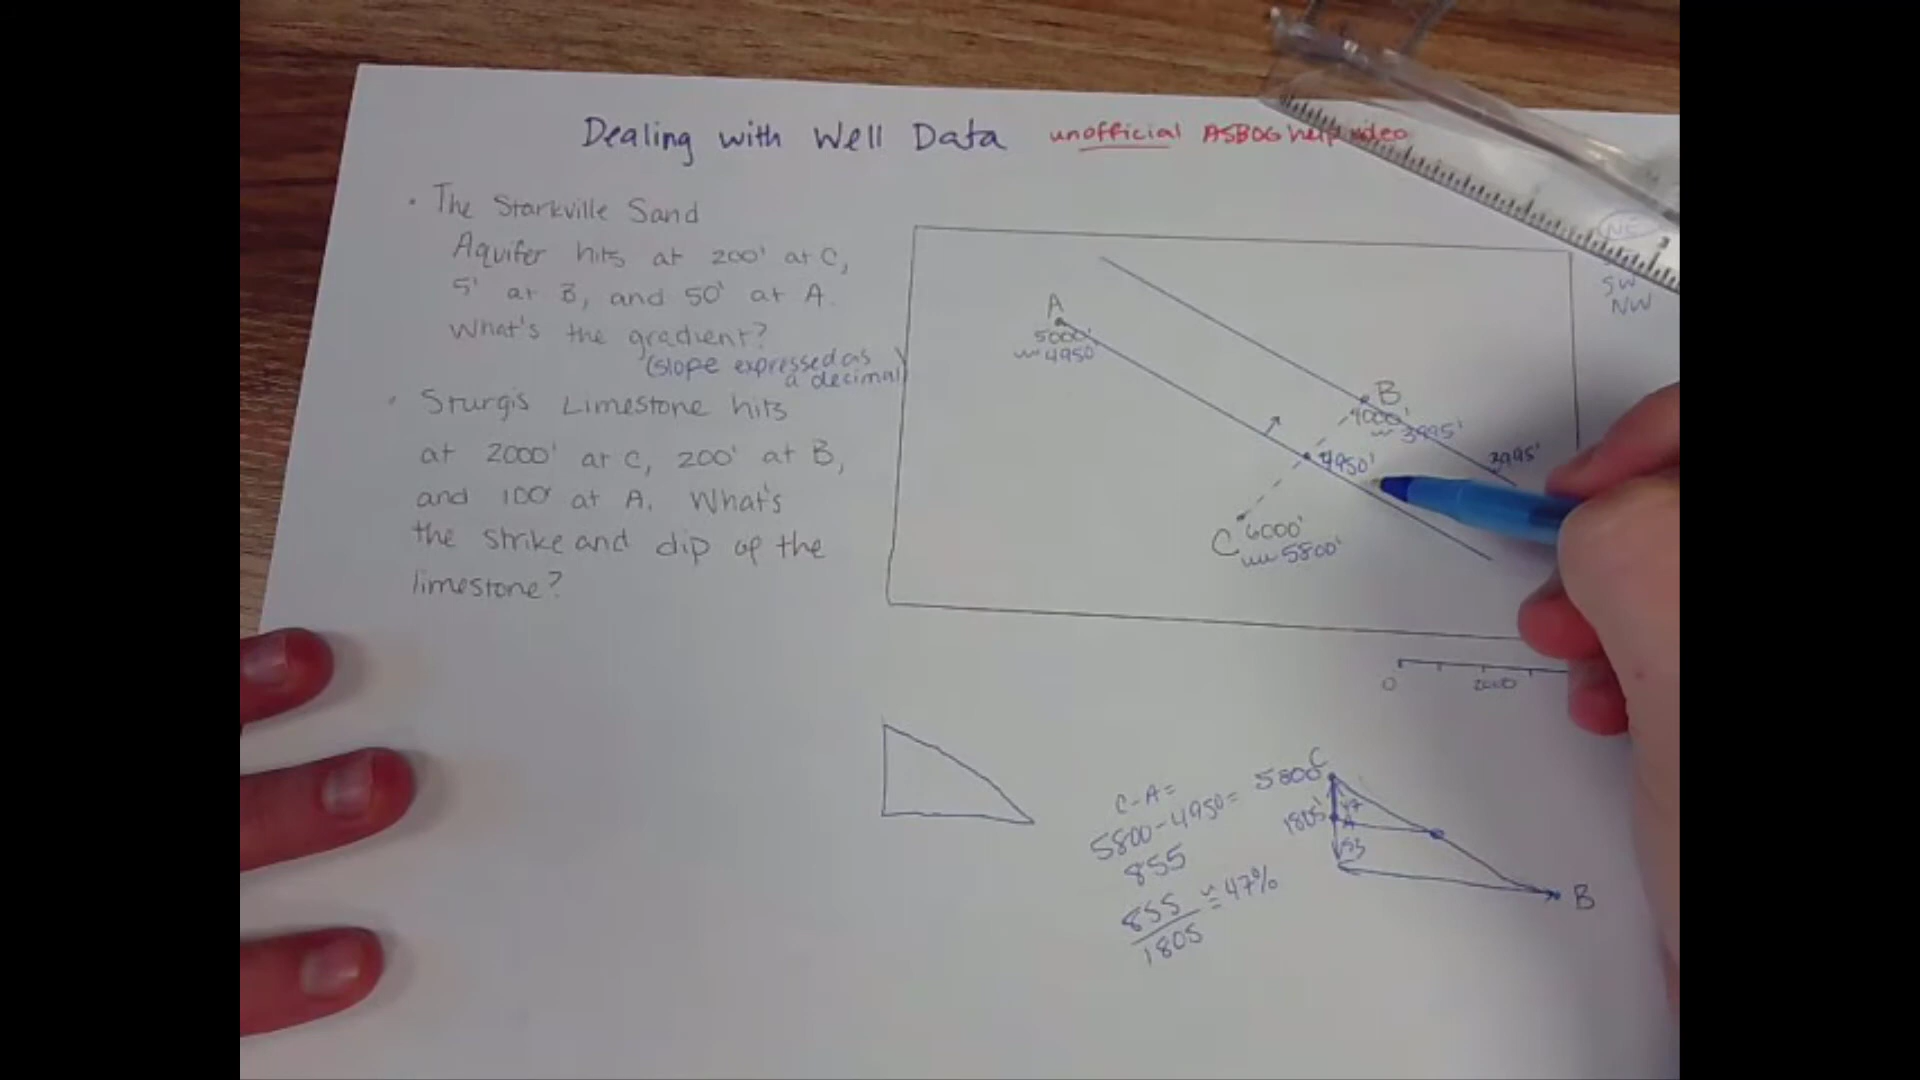 Dealing with Well Data unofficial ASBOG help video
• The Starkville Sand
Aquifer hits at 200' at C,
5' at B, and 50' at A.
What's the gradient?
(slope expressed as
a decimal)
• Sturgis Limestone hits
at 2000' at C, 200' at B,
and 100' at A. What's
the strike and dip of the
limestone?
NE
SW
NW
A
5000'
4950'
B
4000'
3995'
3995'
4950'
C 6000'
5800'
0 2000
C-A=
5800-4950=
855
855
1805
≅47%
5800'
C
1805'
47
A
53
B